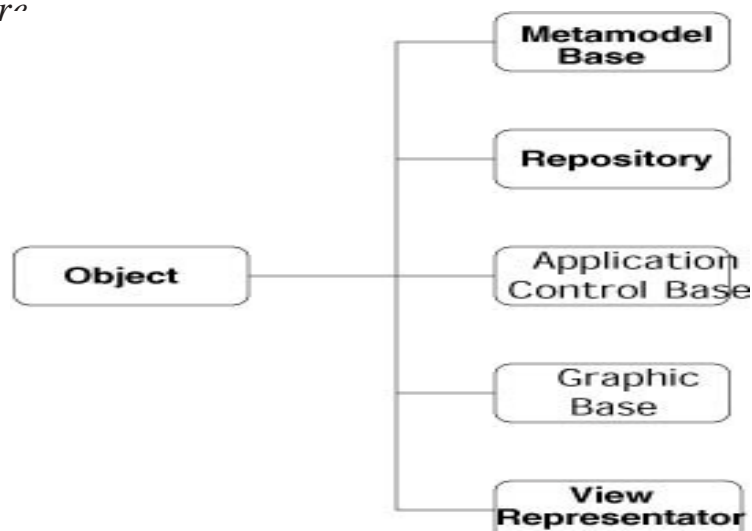 Metamodel
Base
Repository
Object
Application
Control Base
Graphic
Base
View
Representator